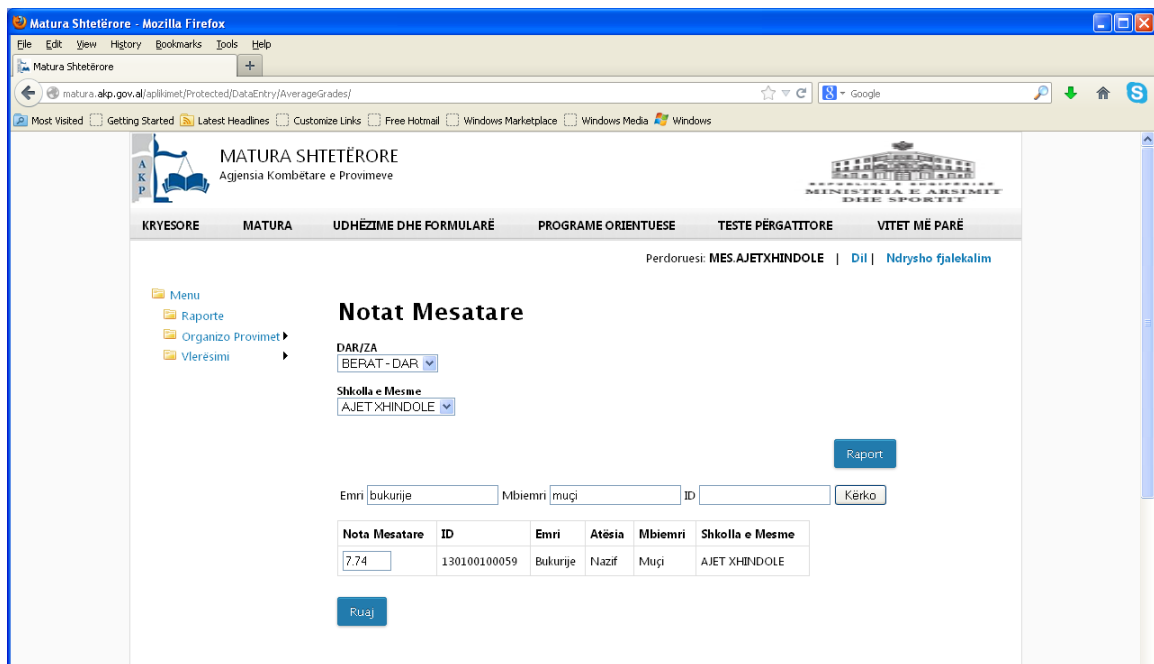 Matura Shtetërore - Mozilla Firefox
File Edit View History Bookmarks Tools Help
Matura Shtetërore +
matura.akp.gov.al/aplikimet/Protected/DataEntry/AverageGrades/ Google
Most Visited Getting Started Latest Headlines Customize Links Free Hotmail Windows Marketplace Windows Media Windows
A K P
MATURA SHTETËRORE
Agjensia Kombëtare e Provimeve
REPUBLIKA E SHQIPËRISË
MINISTRIA E ARSIMIT
DHE SPORTIT
KRYESORE MATURA UDHËZIME DHE FORMULARË PROGRAME ORIENTUESE TESTE PËRGATITORE VITET MË PARË
Perdoruesi: MES.AJETXHINDOLE | Dil | Ndrysho fjalekalim
Menu
Raporte
Organizo Provimet
Vlerësimi
Notat Mesatare
DAR/ZA
BERAT - DAR
Shkolla e Mesme
AJET XHINDOLE
Raport
Emri bukurije Mbiemri muçi ID Kërko
Nota Mesatare ID Emri Atësia Mbiemri Shkolla e Mesme
7.74 130100100059 Bukurije Nazif Muçi AJET XHINDOLE
Ruaj